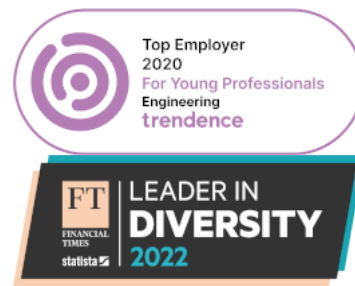 Top Employer
2020
For Young Professionals
Engineering
trendence
FT
FINANCIAL
TIMES
statista
LEADER IN
DIVERSITY
2022